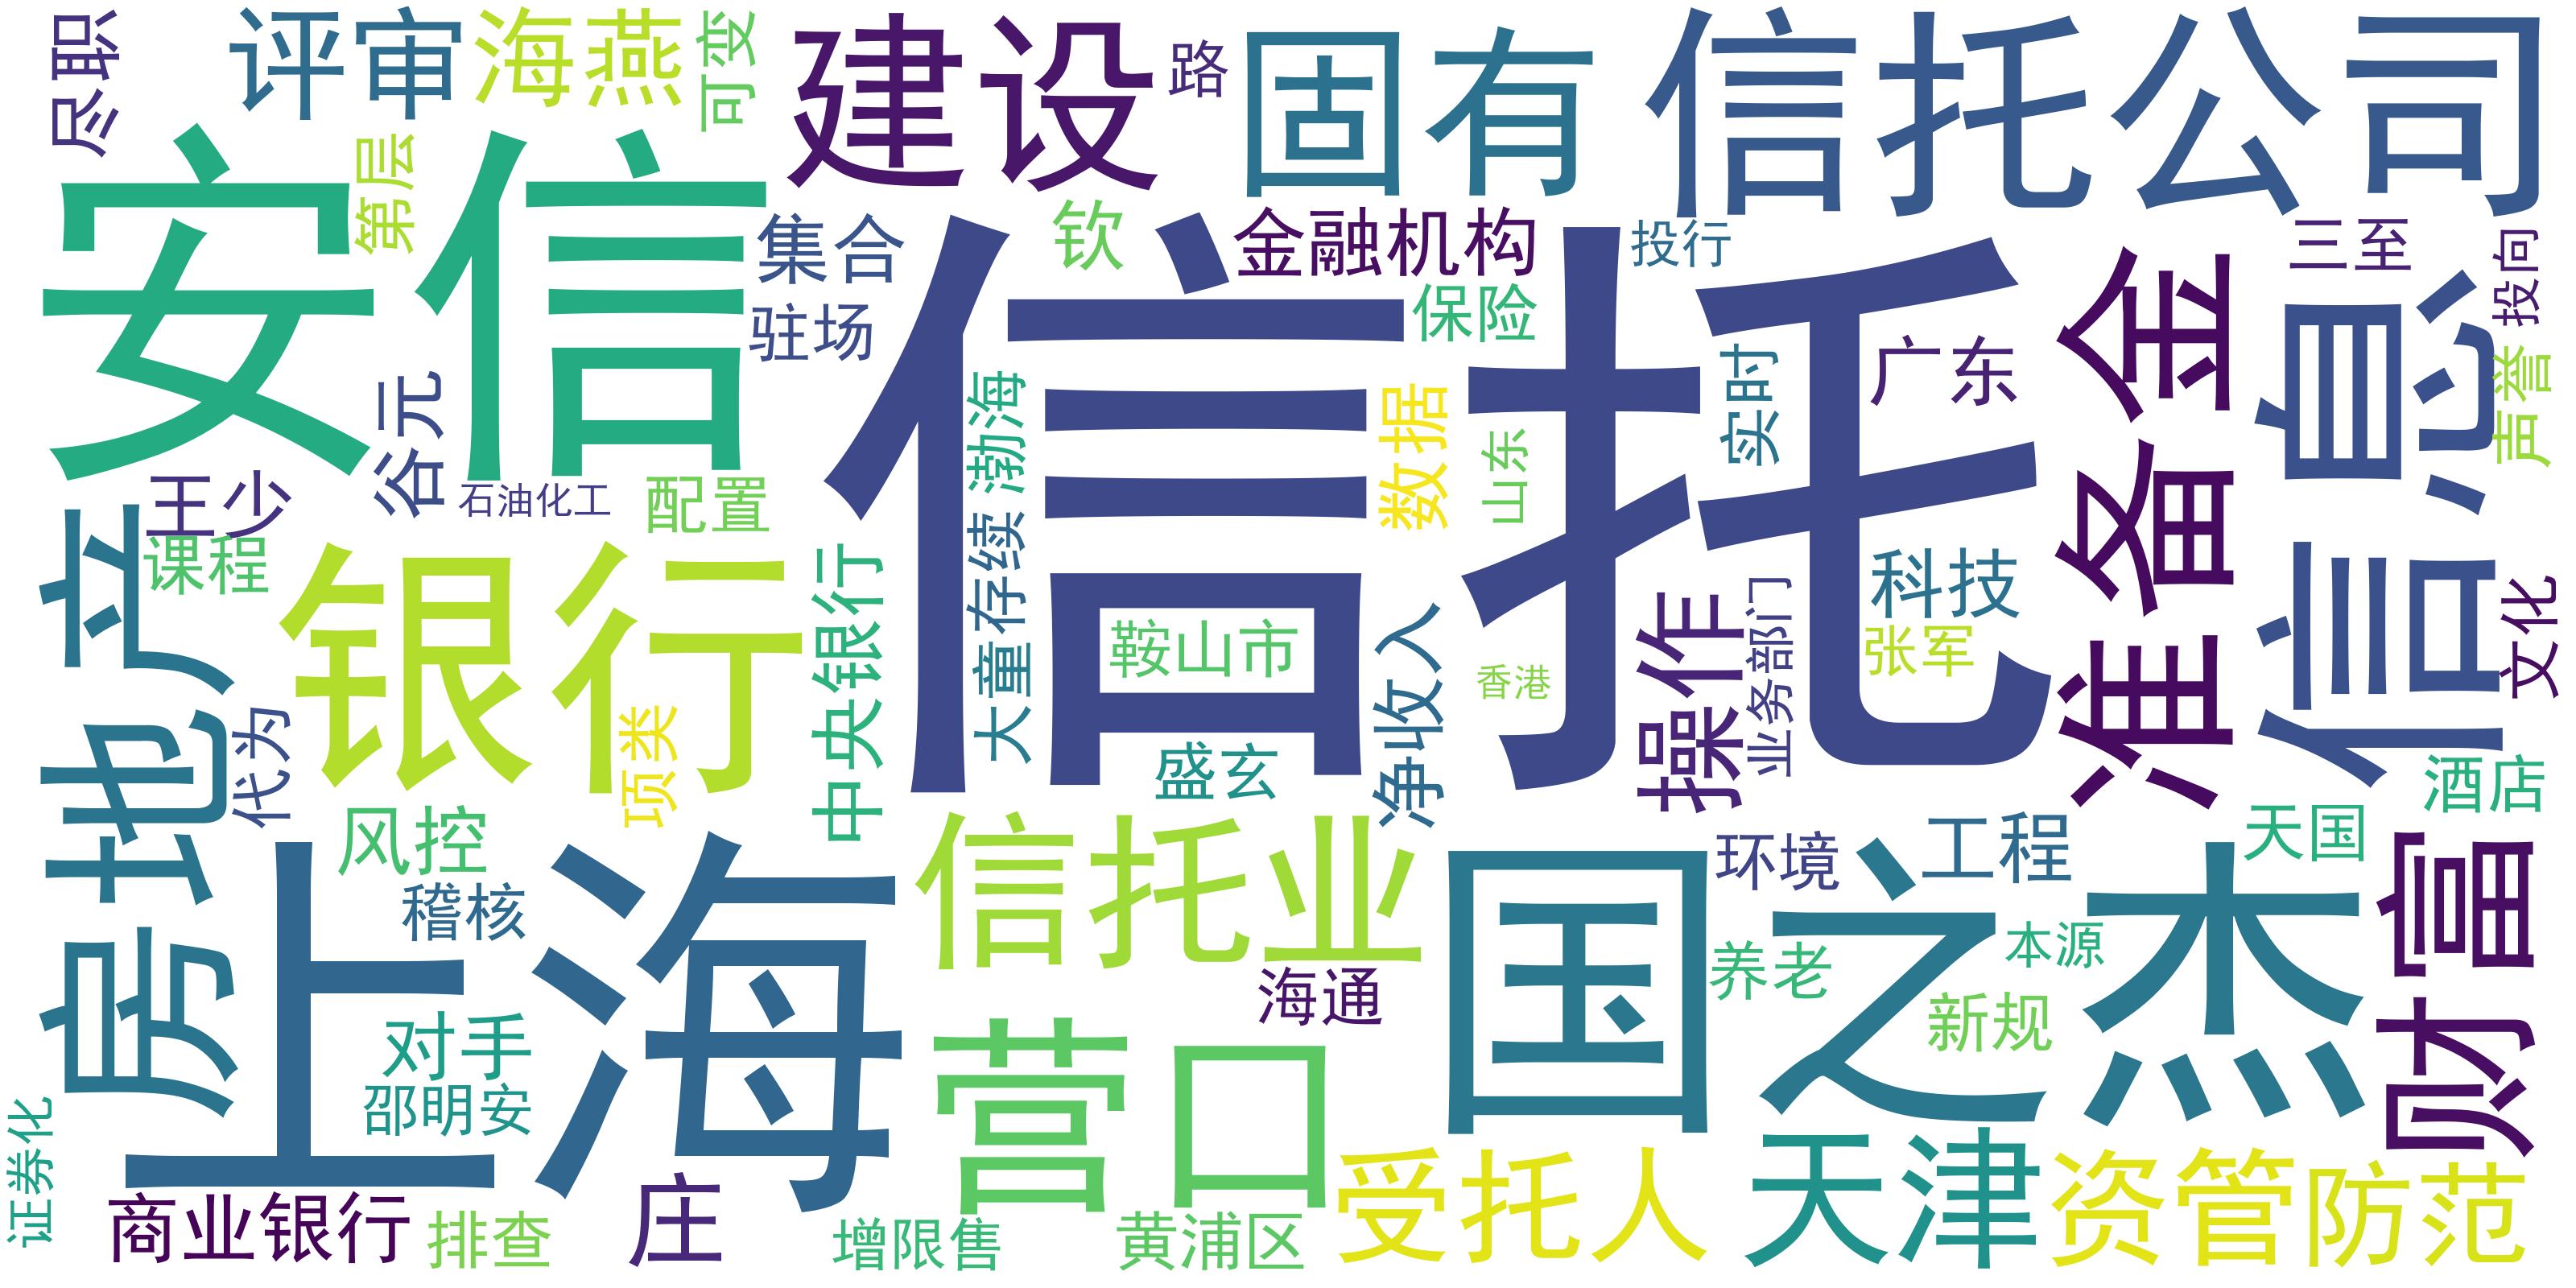 尽职
评审
海燕
可变
建设
路
固有
信托公司
第层
安信
集合
钦
金融机构
投行
三至
投向
驻场
保险
信托
广东
准备金
信息
声誉
谷元
渤海
数据
实时
山东
王少
石油化工
配置
课程
房地产
银行
中央银行
存续
大童
鞍山市
净收入
香港
操作
业务部门
科技
张军
文化
代为
项类
盛玄
酒店
风控
信托业
国之杰
环境
工程
天国
财富
稽核
上海
海通
养老
本源
新规
对手
营口
邵明安
证券化
商业银行
排查
庄
增限售
黄浦区
受托人
天津
资管
防范